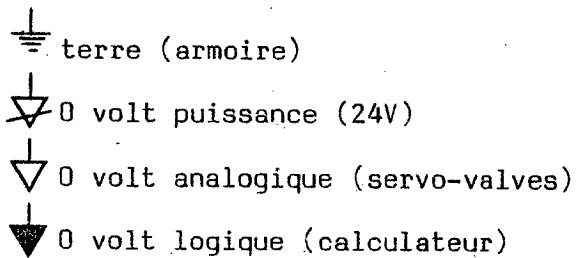 terre (armoire)
0 volt puissance (24V)
0 volt analogique (servo-valves)
0 volt logique (calculateur)